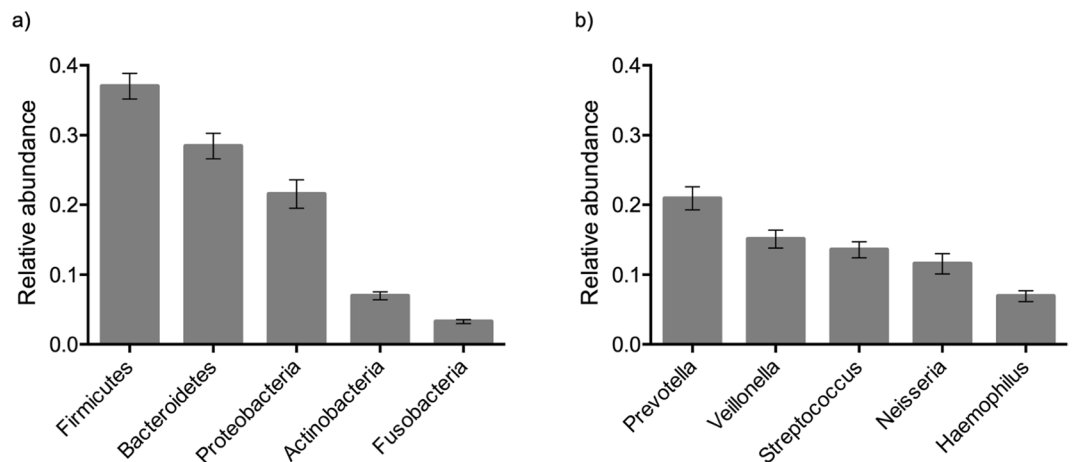 a)
Relative abundance
0.4
0.3
0.2
0.1
0.0
Firmicutes
Bacteroidetes
Proteobacteria
Actinobacteria
Fusobacteria
b)
Relative abundance
0.4
0.3
0.2
0.1
0.0
Prevotella
Veillonella
Streptococcus
Neisseria
Haemophilus